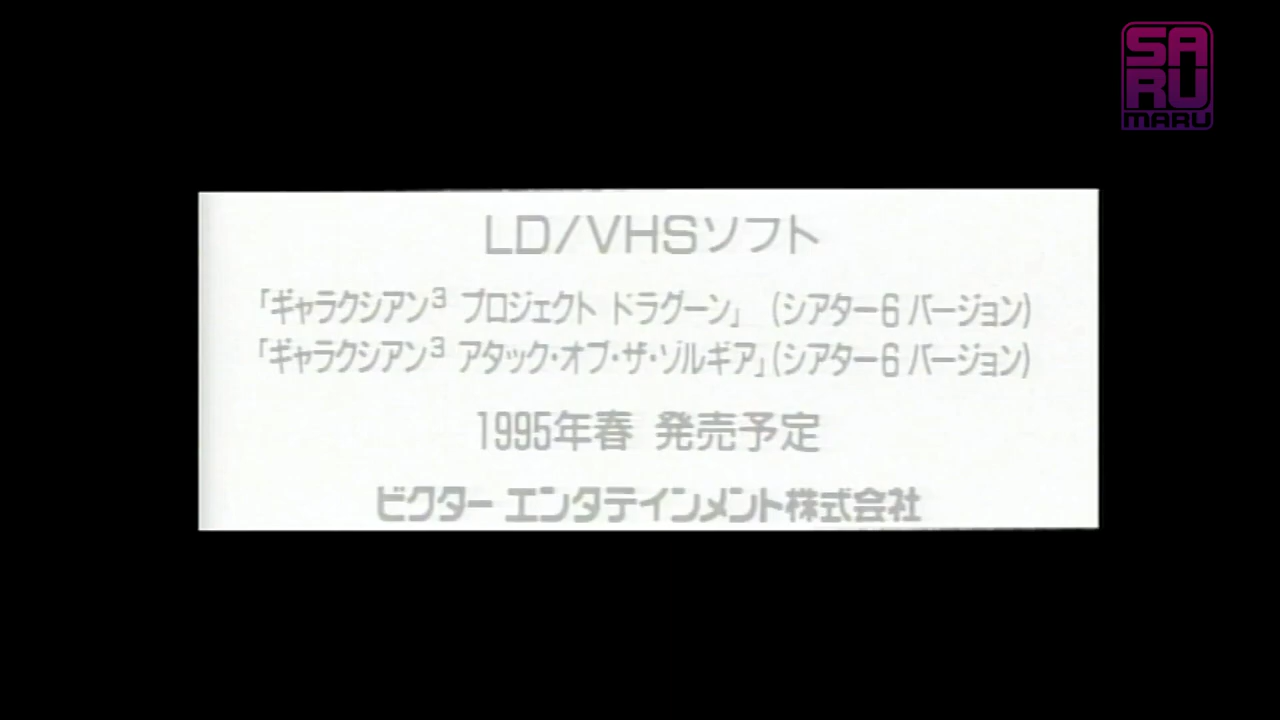 SA
RU
MARU
LD/VHSソフト
「ギャラクシアン³ プロジェクト ドラグーン」 (シアター6 バージョン)
「ギャラクシアン³ アタック・オブ・ザ・ゾルギア」(シアター6 バージョン)
1995年春 発売予定
ビクター エンタテインメント株式会社